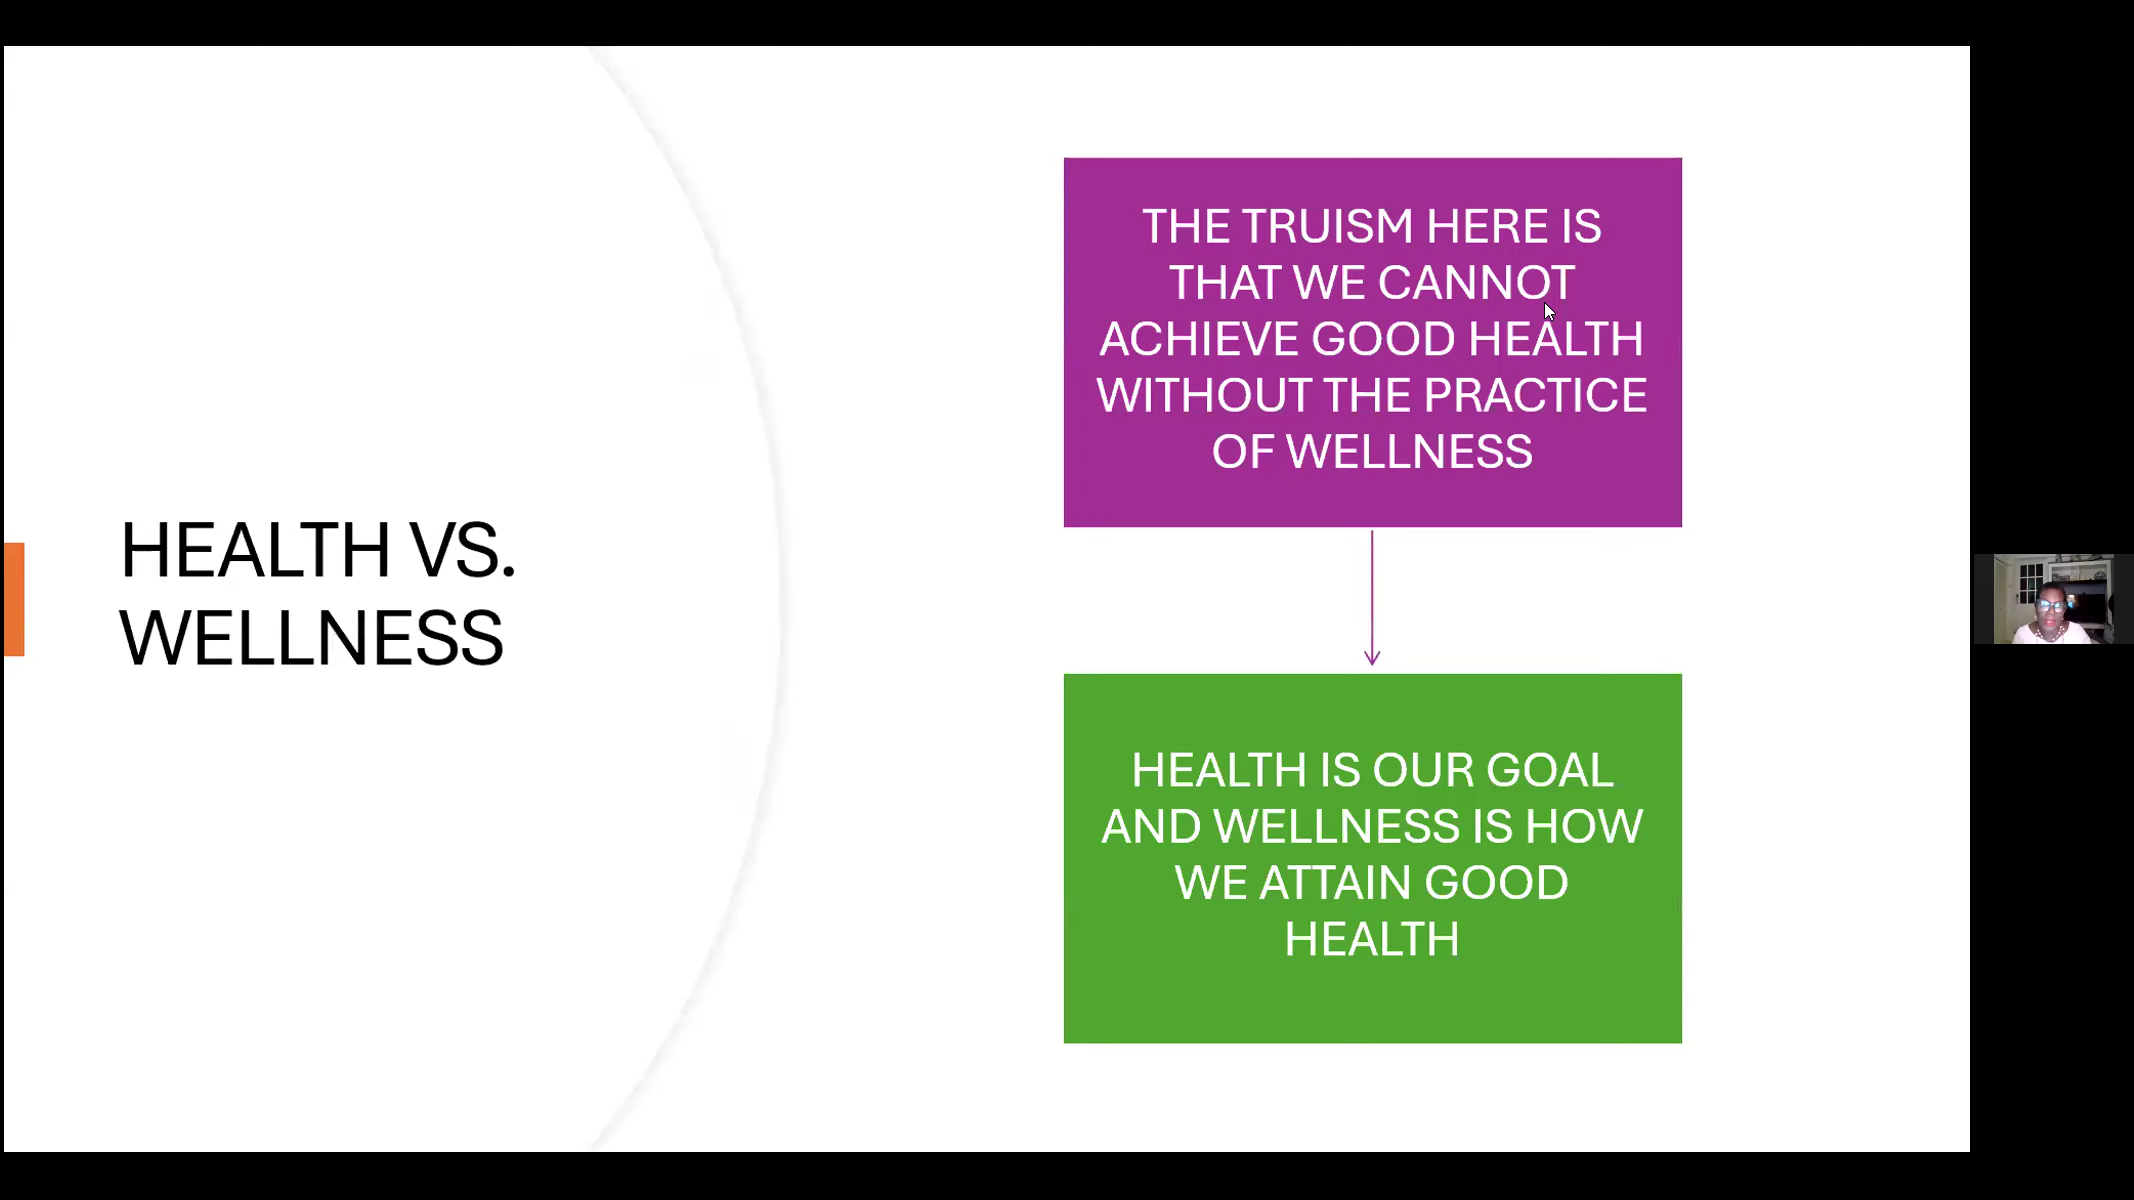 HEALTH VS.
WELLNESS
THE TRUISM HERE IS
THAT WE CANNOT
ACHIEVE GOOD HEALTH
WITHOUT THE PRACTICE
OF WELLNESS
HEALTH IS OUR GOAL
AND WELLNESS IS HOW
WE ATTAIN GOOD
HEALTH